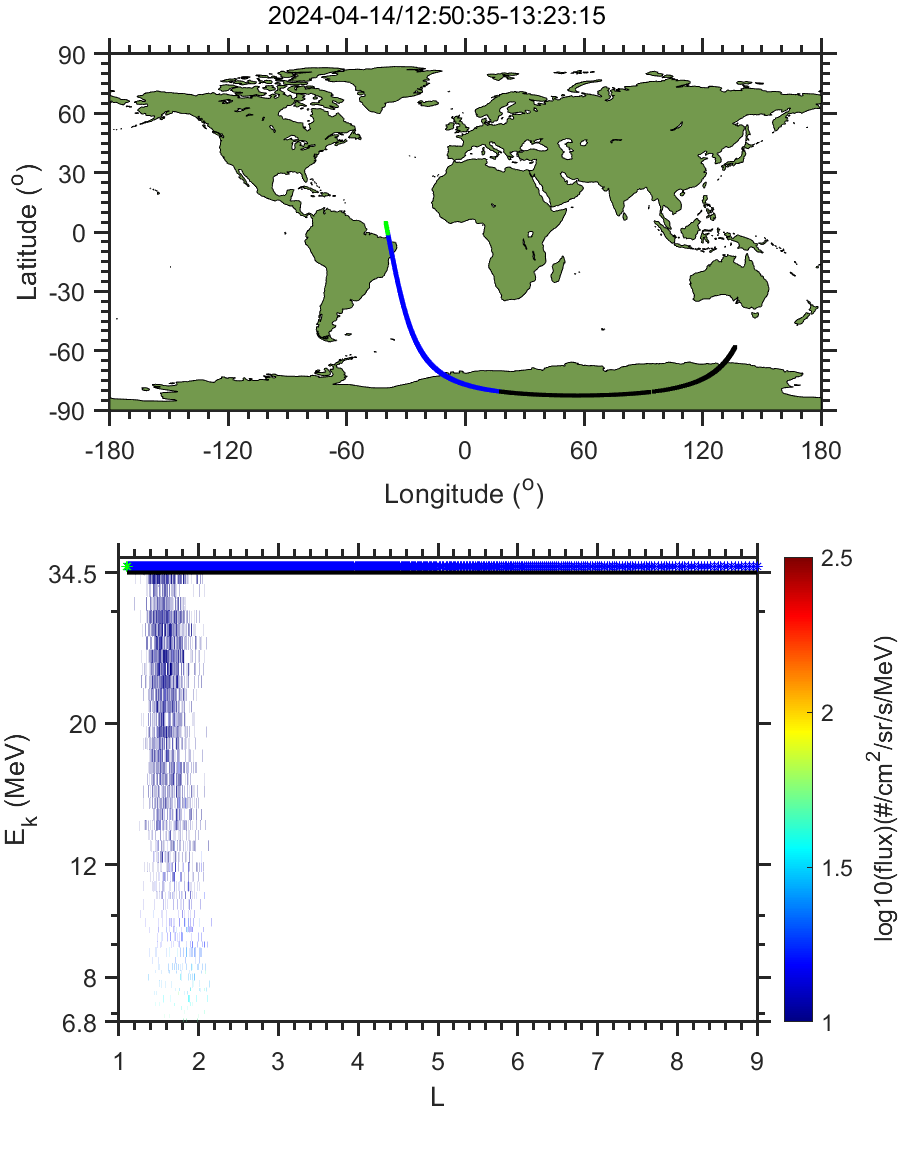 2024-04-14/12:50:35-13:23:15
90
60
30
0
-30
-60
-90
Latitude (o)
-180 -120 -60 0 60 120 180
Longitude (o)
34.5
20
12
8
6.8
Ek (MeV)
1 2 3 4 5 6 7 8 9
L
2.5
2
1.5
1
log10(flux)(#/cm2/sr/s/MeV)